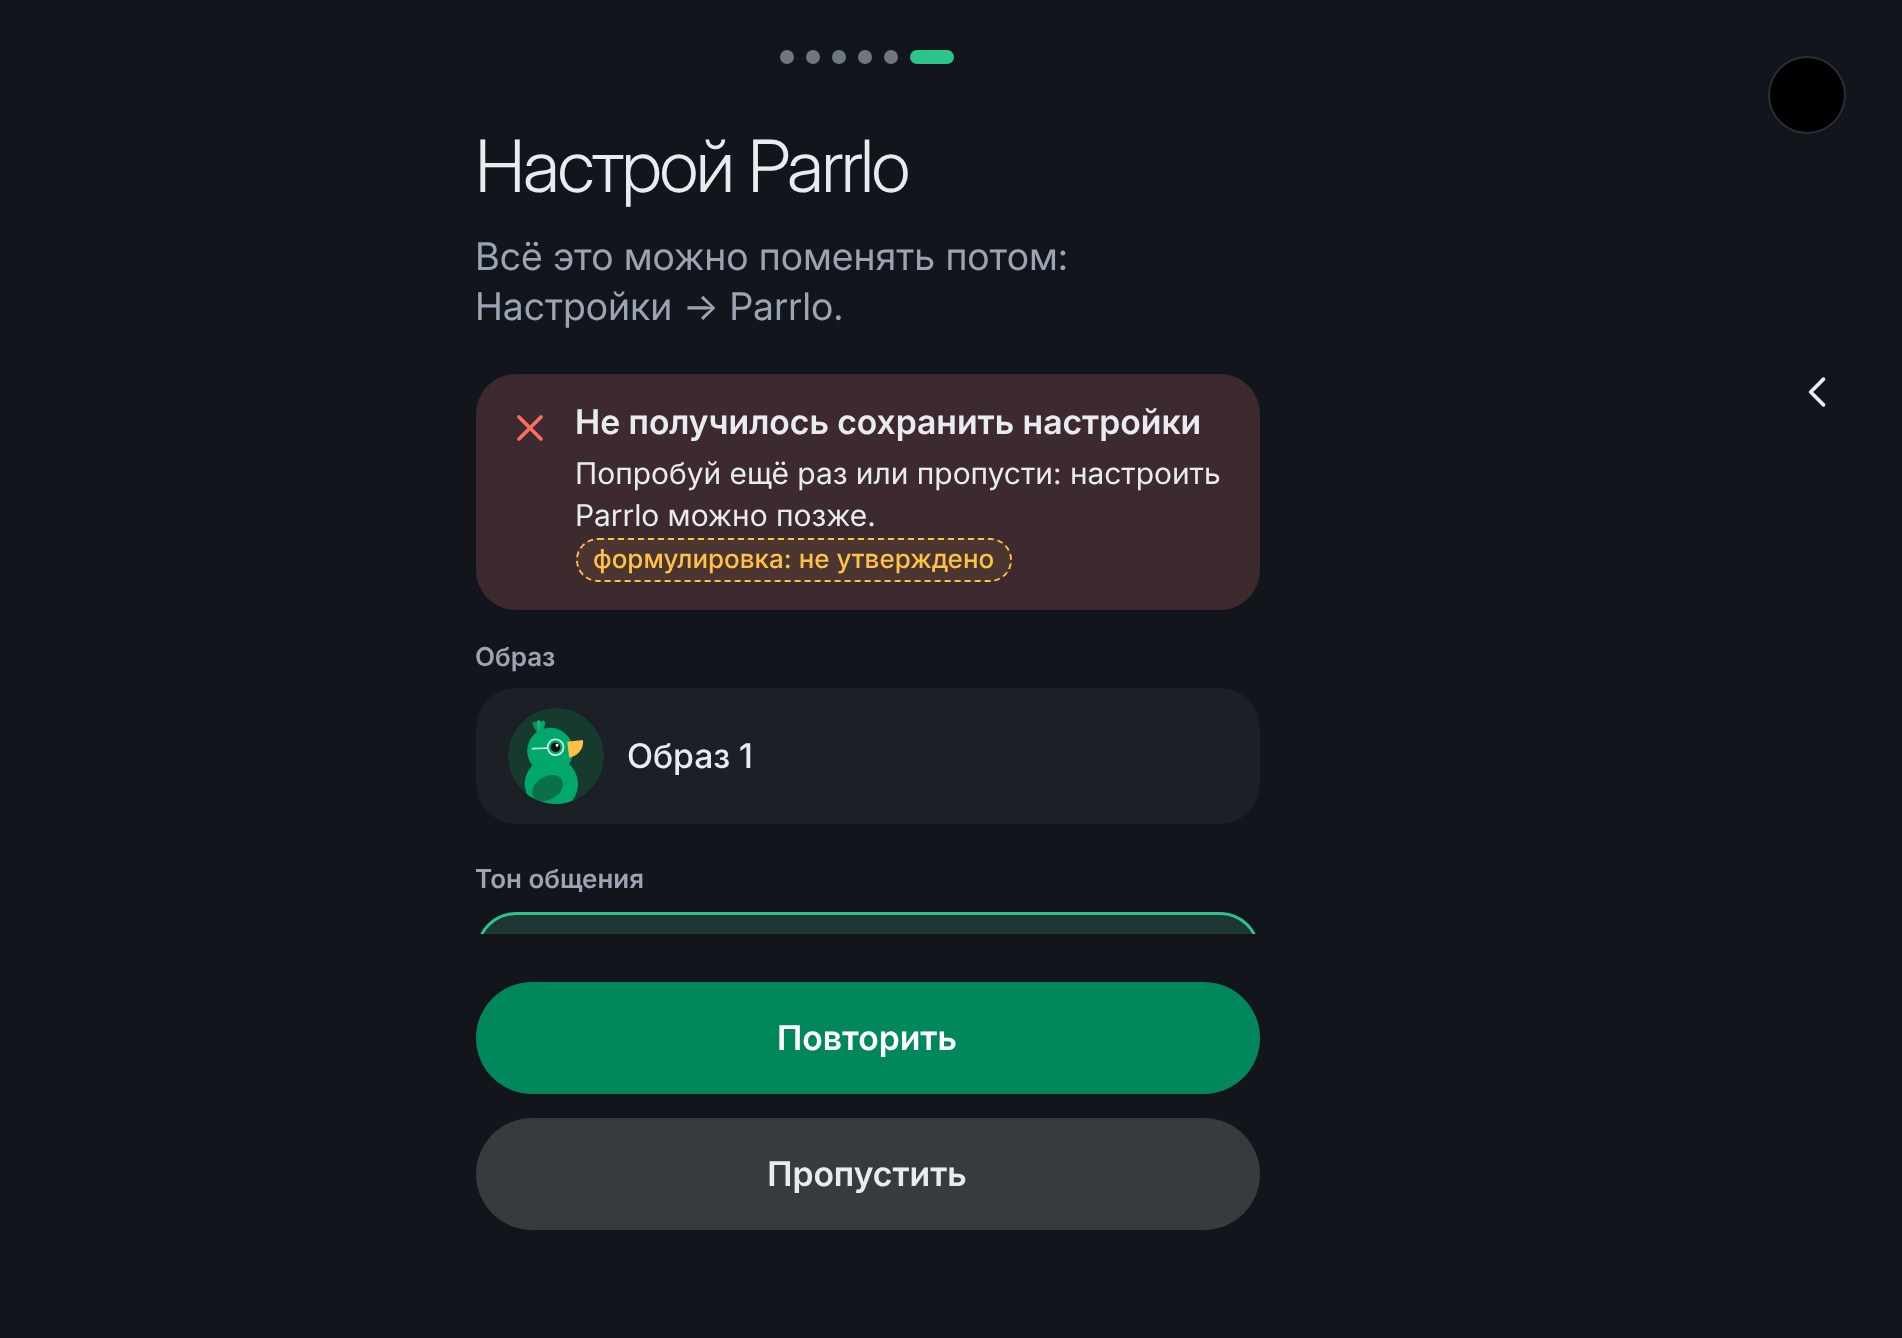 Настрой Parrlo
Всё это можно поменять потом:
Настройки → Parrlo.
Не получилось сохранить настройки
Попробуй ещё раз или пропусти: настроить
Parrlo можно позже.
формулировка: не утверждено
Образ
Образ 1
Тон общения
Повторить
Пропустить